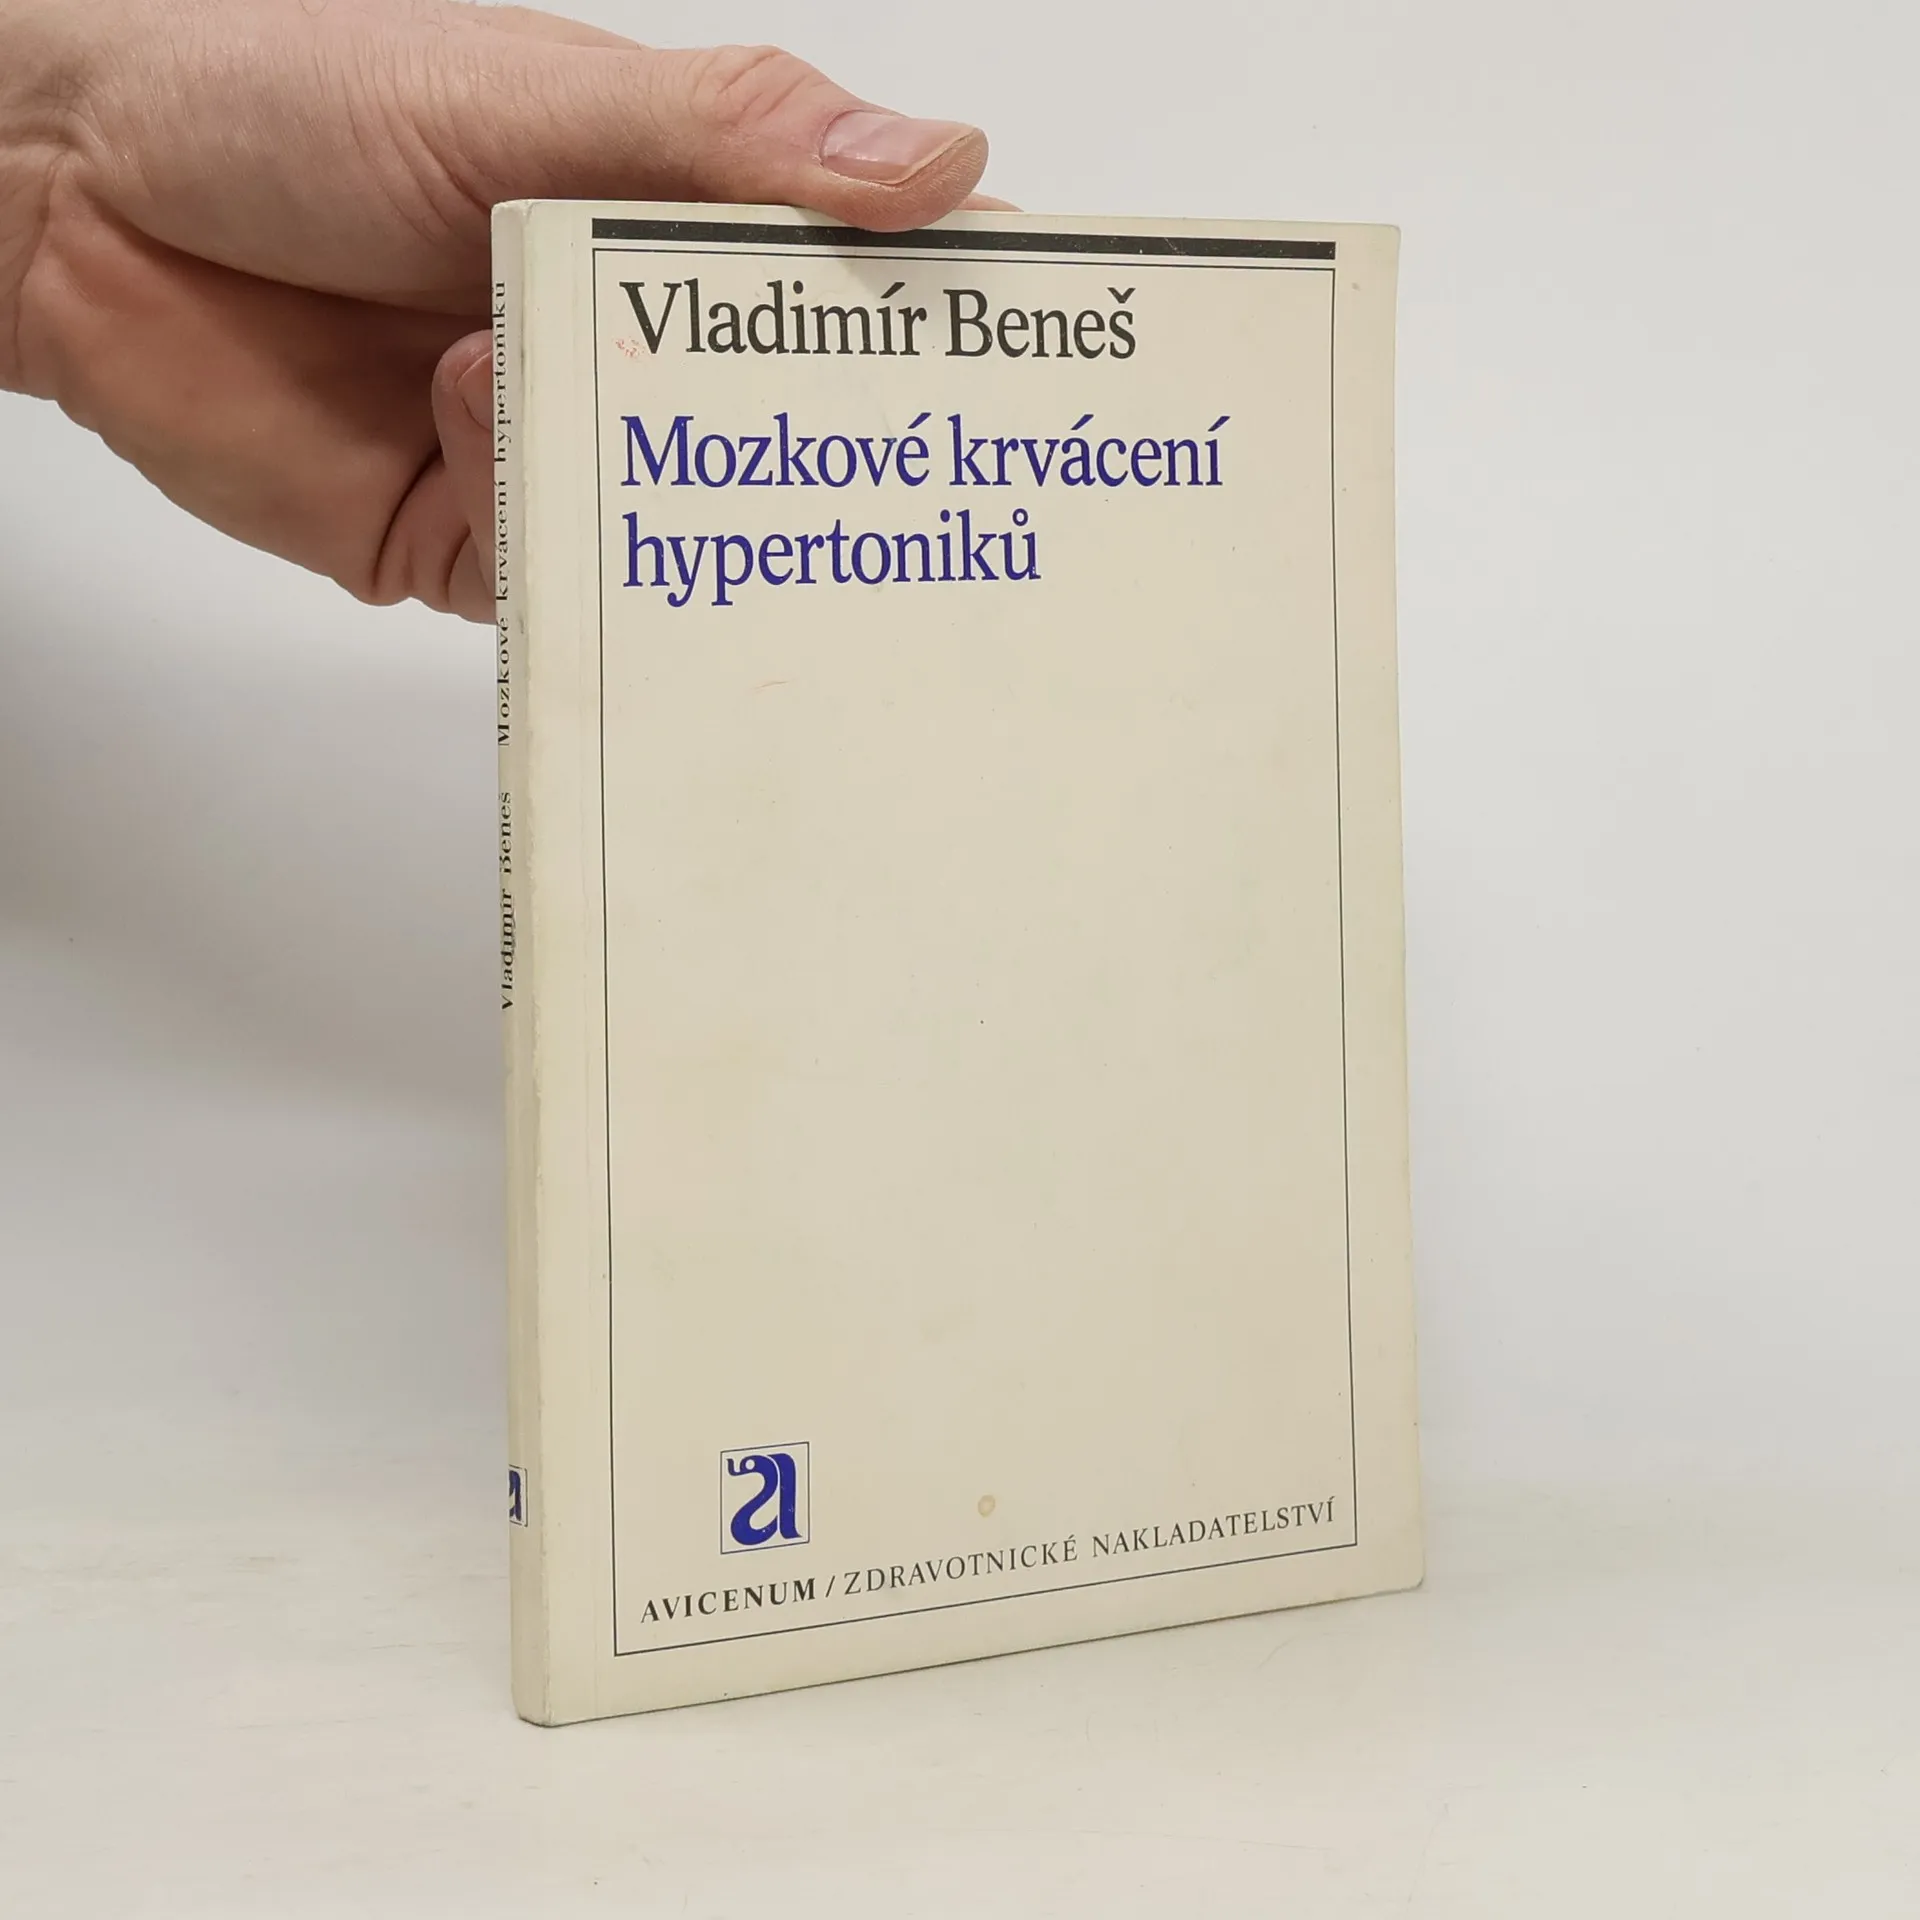 Vladimír Beneš
Mozkové krvácení
hypertoniků
a
AVICENUM / ZDRAVOTNICKÉ NAKLADATELSTVÍ
Vladimír Beneš Mozkové krvácení hypertoniků
a